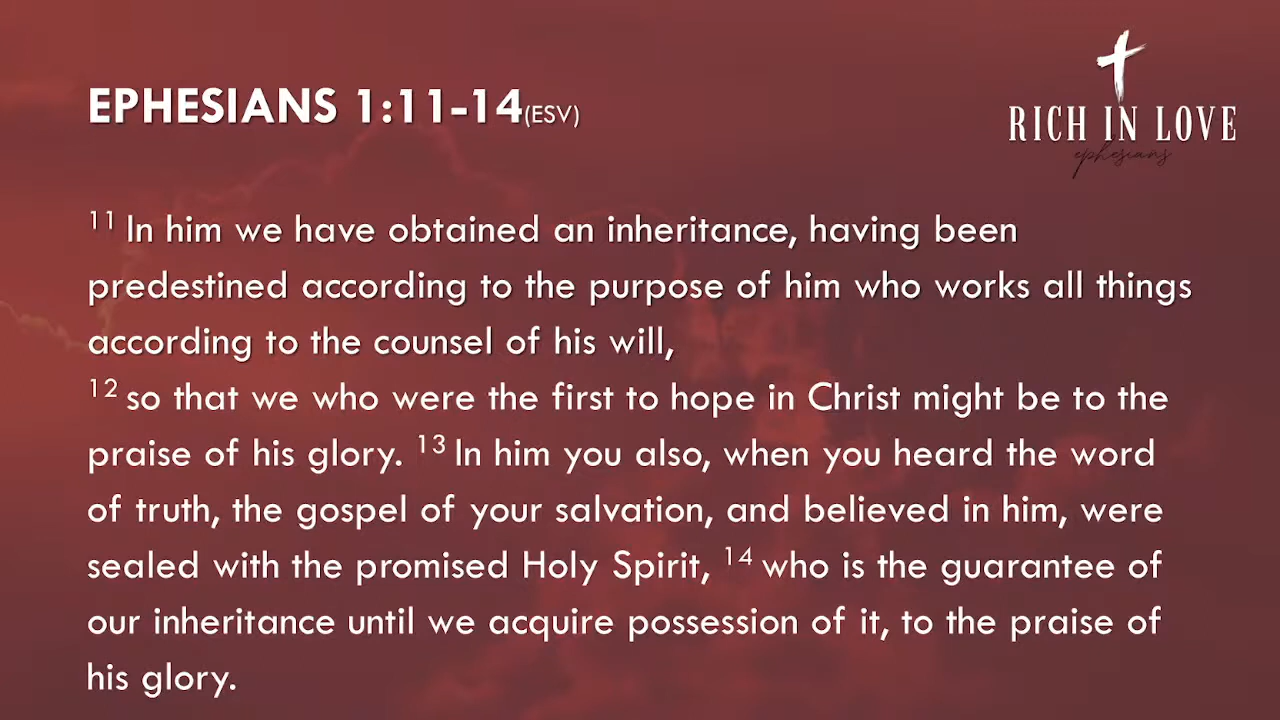 EPHESIANS 1:11-14(ESV)
RICH IN LOVE
ephesians
11 In him we have obtained an inheritance, having been
predestined according to the purpose of him who works all things
according to the counsel of his will,
12 so that we who were the first to hope in Christ might be to the
praise of his glory. 13 In him you also, when you heard the word
of truth, the gospel of your salvation, and believed in him, were
sealed with the promised Holy Spirit, 14 who is the guarantee of
our inheritance until we acquire possession of it, to the praise of
his glory.